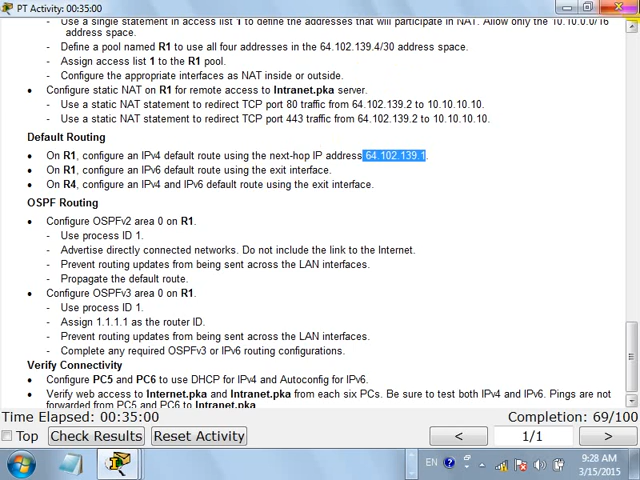 PT Activity: 00:35:00
- Use a single statement in access list 1 to define the addresses that will participate in NAT. Allow only the 10.10.0.0/16
address space.
- Define a pool named R1 to use all four addresses in the 64.102.139.4/30 address space.
- Assign access list 1 to the R1 pool.
- Configure the appropriate interfaces as NAT inside or outside.
• Configure static NAT on R1 for remote access to Intranet.pka server.
- Use a static NAT statement to redirect TCP port 80 traffic from 64.102.139.2 to 10.10.10.10.
- Use a static NAT statement to redirect TCP port 443 traffic from 64.102.139.2 to 10.10.10.10.
Default Routing
• On R1, configure an IPv4 default route using the next-hop IP address 64.102.139.1.
• On R1, configure an IPv6 default route using the exit interface.
• On R4, configure an IPv4 and IPv6 default route using the exit interface.
OSPF Routing
• Configure OSPFv2 area 0 on R1.
- Use process ID 1.
- Advertise directly connected networks. Do not include the link to the Internet.
- Prevent routing updates from being sent across the LAN interfaces.
- Propagate the default route.
• Configure OSPFv3 area 0 on R1.
- Use process ID 1.
- Assign 1.1.1.1 as the router ID.
- Prevent routing updates from being sent across the LAN interfaces.
- Complete any required OSPFv3 or IPv6 routing configurations.
Verify Connectivity
• Configure PC5 and PC6 to use DHCP for IPv4 and Autoconfig for IPv6.
• Verify web access to Internet.pka and Intranet.pka from each six PCs. Be sure to test both IPv4 and IPv6. Pings are not
forwarded from PC5 and PC6 to Intranet.pka
Time Elapsed: 00:35:00 Completion: 69/100
Top Check Results Reset Activity < 1/1 >
EN 9:28 AM
3/15/2015